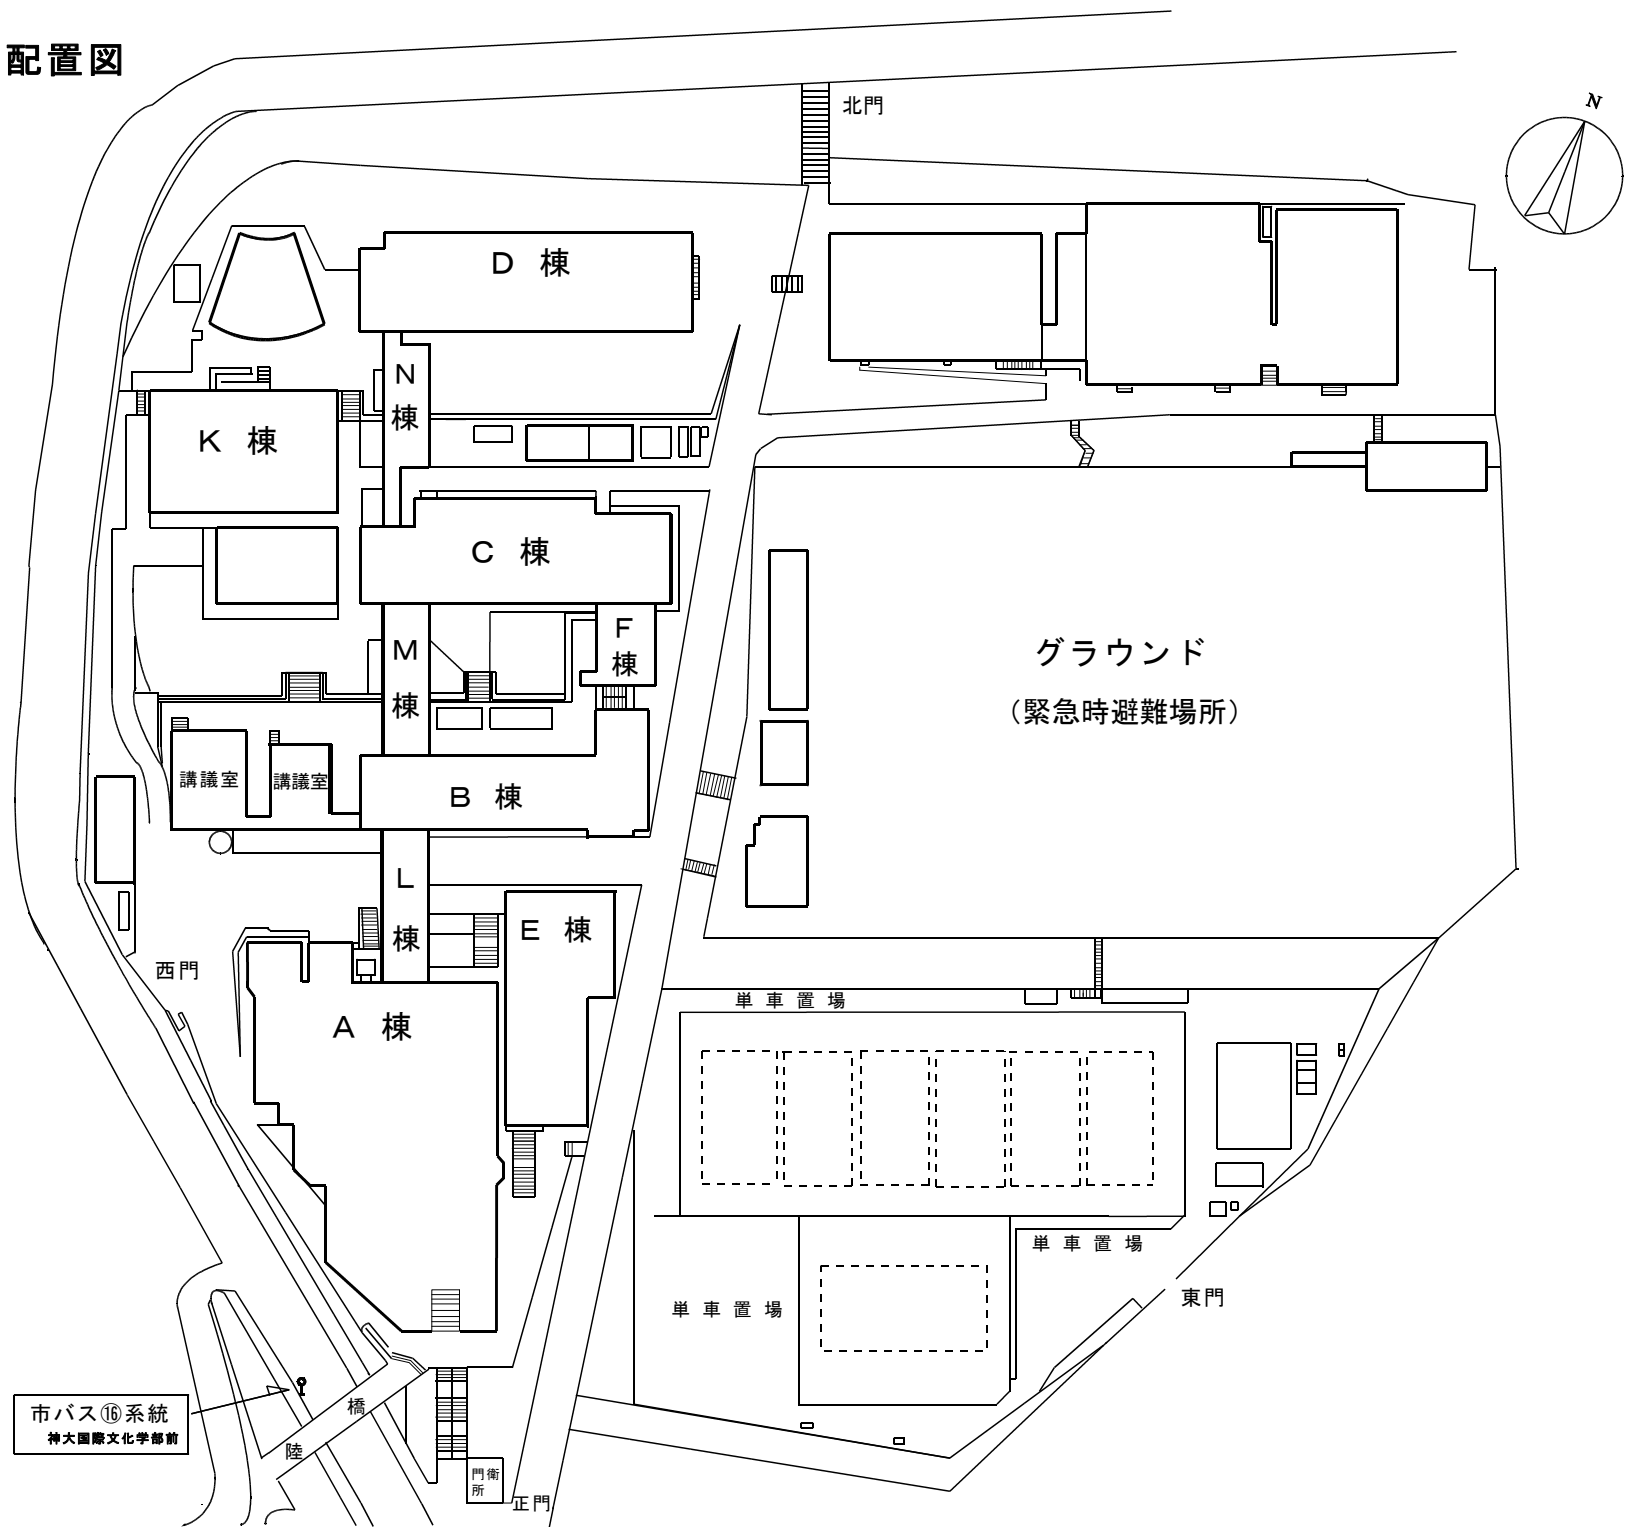 配置図
北門
N
D 棟
N
棟
K 棟
C 棟
F
棟
M
棟
グラウンド
（緊急時避難場所）
講議室
講議室
B 棟
L
棟
E 棟
西門
単車置場
A 棟
単車置場
東門
単車置場
市バス⑯系統
神大国際文化学部前
橋
陸
門衛
所
正門